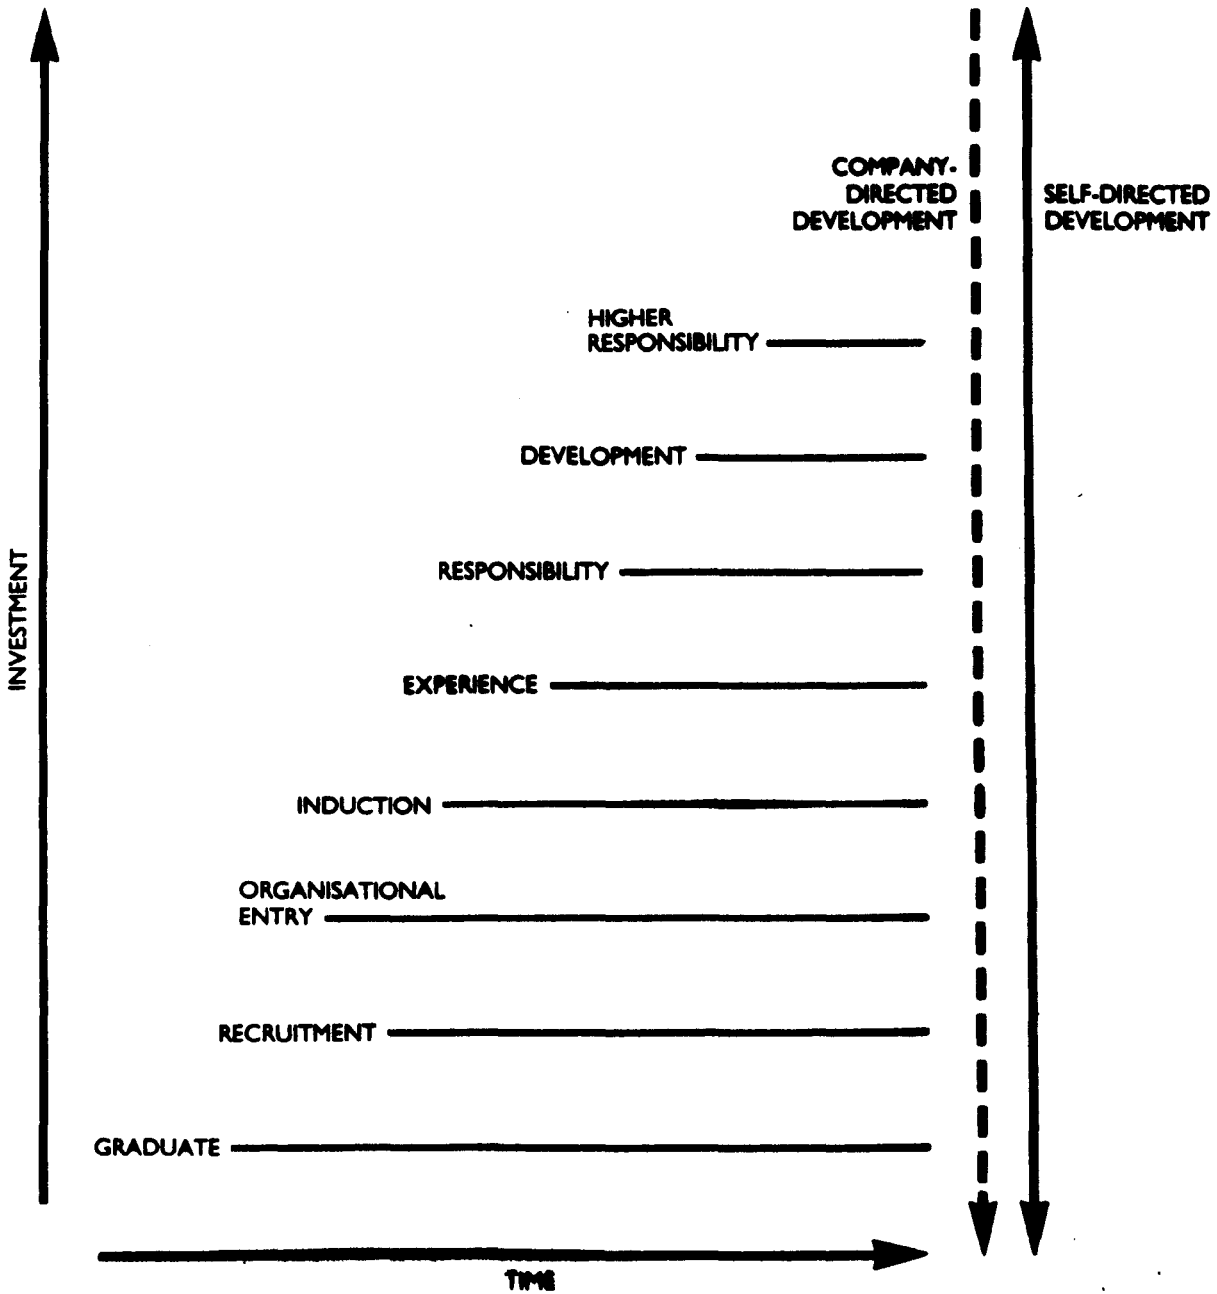 COMPANY-
DIRECTED
DEVELOPMENT
SELF-DIRECTED
DEVELOPMENT
HIGHER
RESPONSIBILITY
DEVELOPMENT
RESPONSIBILITY
INVESTMENT
EXPERIENCE
INDUCTION
ORGANISATIONAL
ENTRY
RECRUITMENT
GRADUATE
TIME